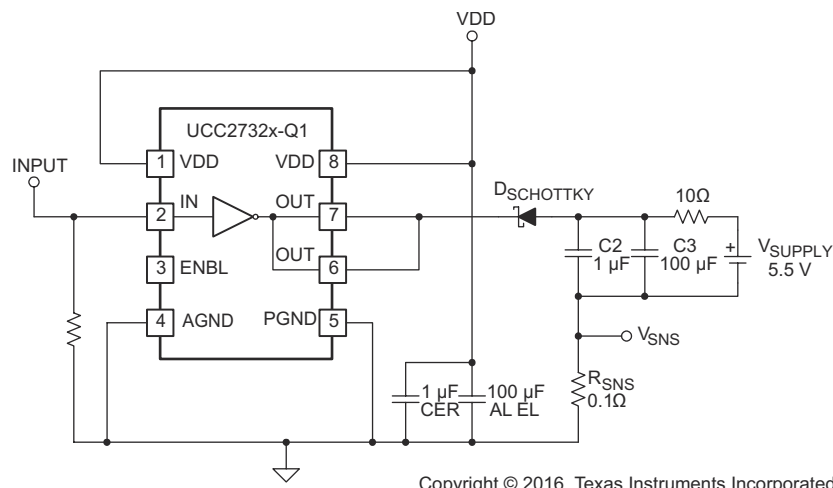 VDD
UCC2732x-Q1
INPUT
1 VDD
VDD 8
2 IN
OUT 7
3 ENBL
OUT 6
4 AGND
PGND 5
DSCHOTTKY
10Ω
C2
1 µF
C3
100 µF
+
VSUPPLY
5.5 V
VSNS
RSNS
0.1Ω
1 µF
CER
100 µF
AL EL
Copyright © 2016, Texas Instruments Incorporated